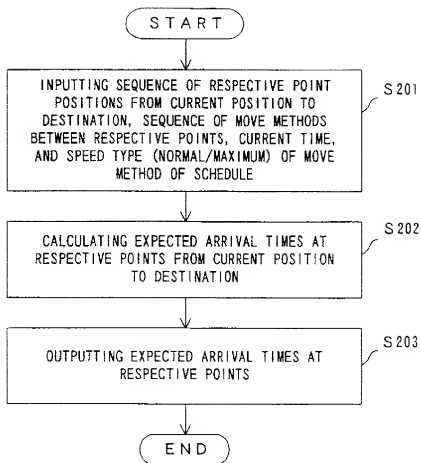 START
INPUTTING SEQUENCE OF RESPECTIVE POINT
POSITIONS FROM CURRENT POSITION TO
DESTINATION, SEQUENCE OF MOVE METHODS
BETWEEN RESPECTIVE POINTS, CURRENT TIME,
AND SPEED TYPE (NORMAL/MAXIMUM) OF MOVE
METHOD OF SCHEDULE
S201
CALCULATING EXPECTED ARRIVAL TIMES AT
RESPECTIVE POINTS FROM CURRENT POSITION
TO DESTINATION
S202
OUTPUTTING EXPECTED ARRIVAL TIMES AT
RESPECTIVE POINTS
S203
END